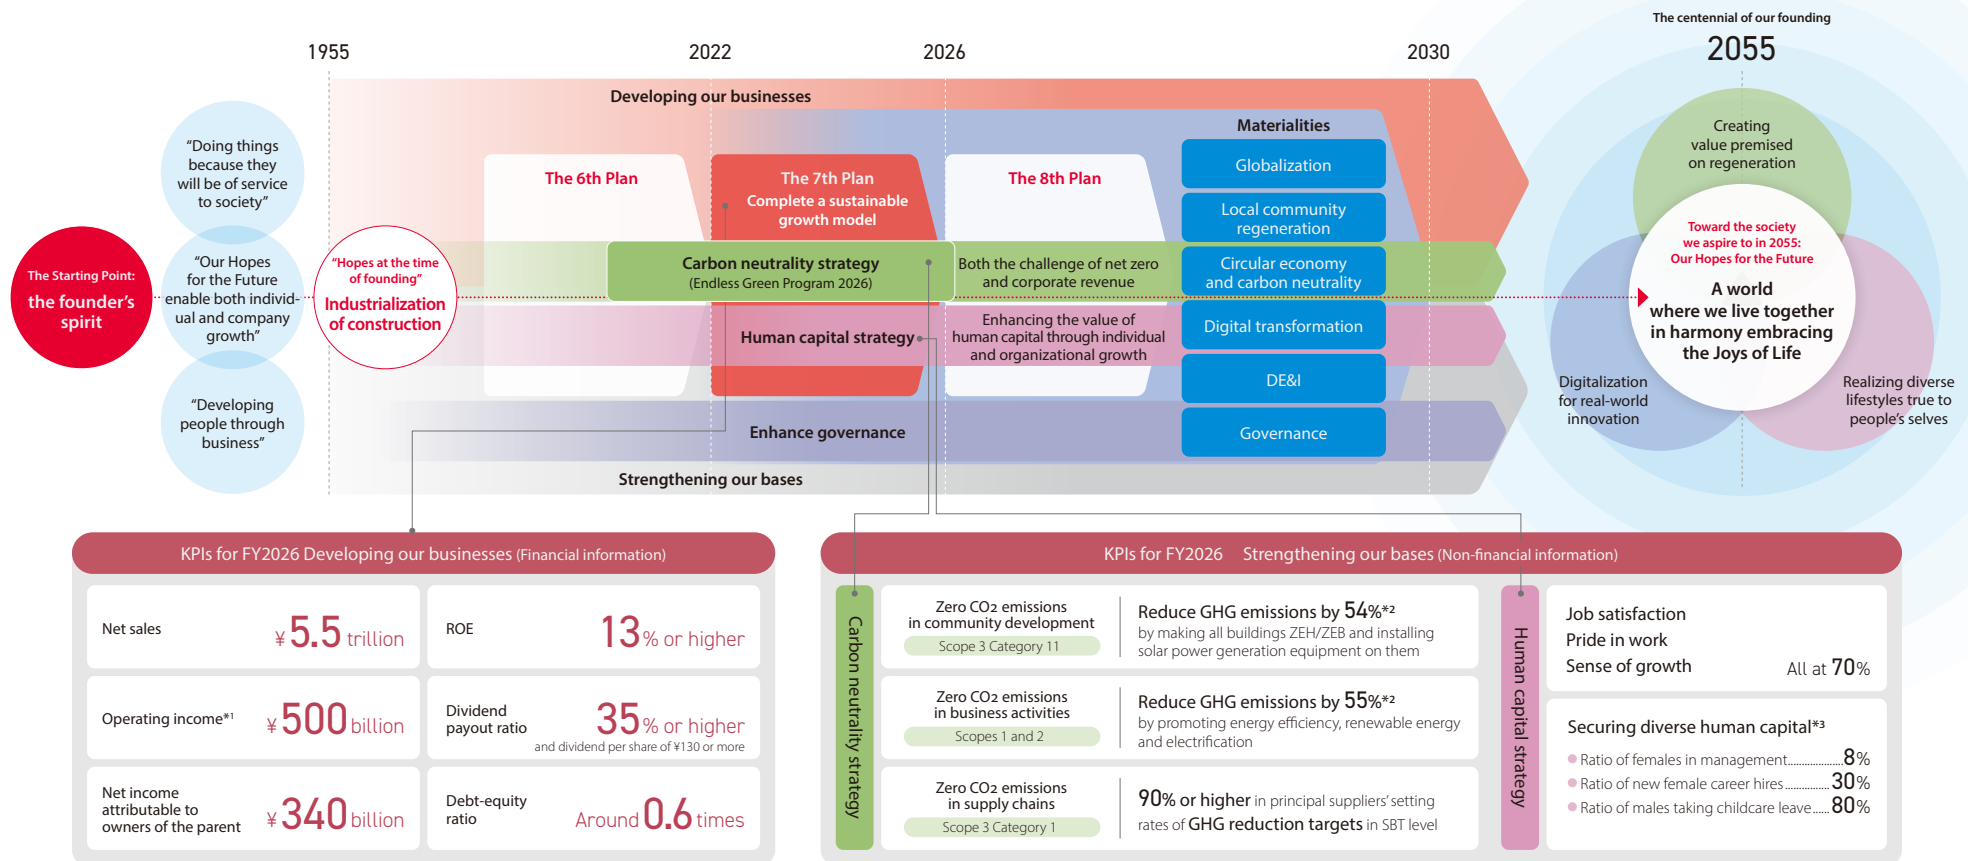 The centennial of our founding
1955
2022
2026
2030
2055
Developing our businesses
Materialities
"Doing things
because they
will be of service
to society"
"Our Hopes
for the Future
enable both individ-
ual and company
growth"
"Developing
people through
business"
The Starting Point:
the founder's
spirit
"Hopes at the time
of founding"
Industrialization
of construction
The 6th Plan
The 7th Plan
Complete a sustainable
growth model
The 8th Plan
Carbon neutrality strategy
(Endless Green Program 2026)
Both the challenge of net zero
and corporate revenue
Human capital strategy
Enhancing the value of
human capital through individual
and organizational growth
Enhance governance
Strengthening our bases
Globalization
Local community
regeneration
Circular economy
and carbon neutrality
Digital transformation
DE&I
Governance
Creating
value premised
on regeneration
Toward the society
we aspire to in 2055:
Our Hopes for the Future
A world
where we live together
in harmony embracing
the Joys of Life
Digitalization
for real-world
innovation
Realizing diverse
lifestyles true to
people's selves
KPIs for FY2026 Developing our businesses (Financial information)
Net sales
¥5.5 trillion
ROE
13% or higher
Operating income*1
¥500 billion
Dividend
payout ratio
35% or higher
and dividend per share of ¥130 or more
Net income
attributable to
owners of the parent
¥340 billion
Debt-equity
ratio
Around 0.6 times
KPIs for FY2026 Strengthening our bases (Non-financial information)
Carbon neutrality strategy
Zero CO2 emissions
in community development
Scope 3 Category 11
Reduce GHG emissions by 54%*2
by making all buildings ZEH/ZEB and installing
solar power generation equipment on them
Zero CO2 emissions
in business activities
Scopes 1 and 2
Reduce GHG emissions by 55%*2
by promoting energy efficiency, renewable energy
and electrification
Zero CO2 emissions
in supply chains
Scope 3 Category 1
90% or higher in principal suppliers' setting
rates of GHG reduction targets in SBT level
Human capital strategy
Job satisfaction
Pride in work
Sense of growth
All at 70%
Securing diverse human capital*3
Ratio of females in management....................8%
Ratio of new female career hires..............30%
Ratio of males taking childcare leave......80%